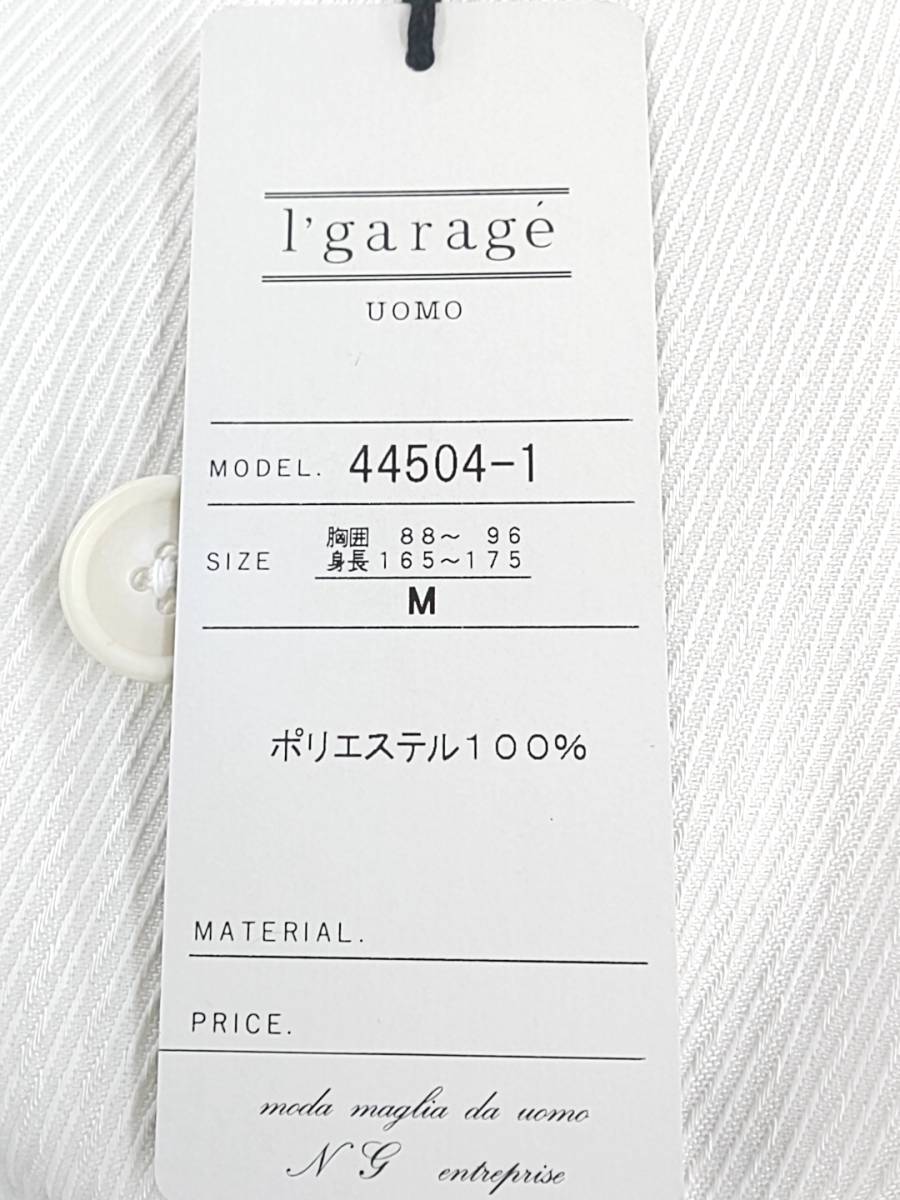 l'garagé
UOMO
MODEL. 44504-1
胸囲 88～ 96
SIZE 身長165～175
M
ポリエステル100%
MATERIAL.
PRICE.
moda maglia da uomo
NG entreprise